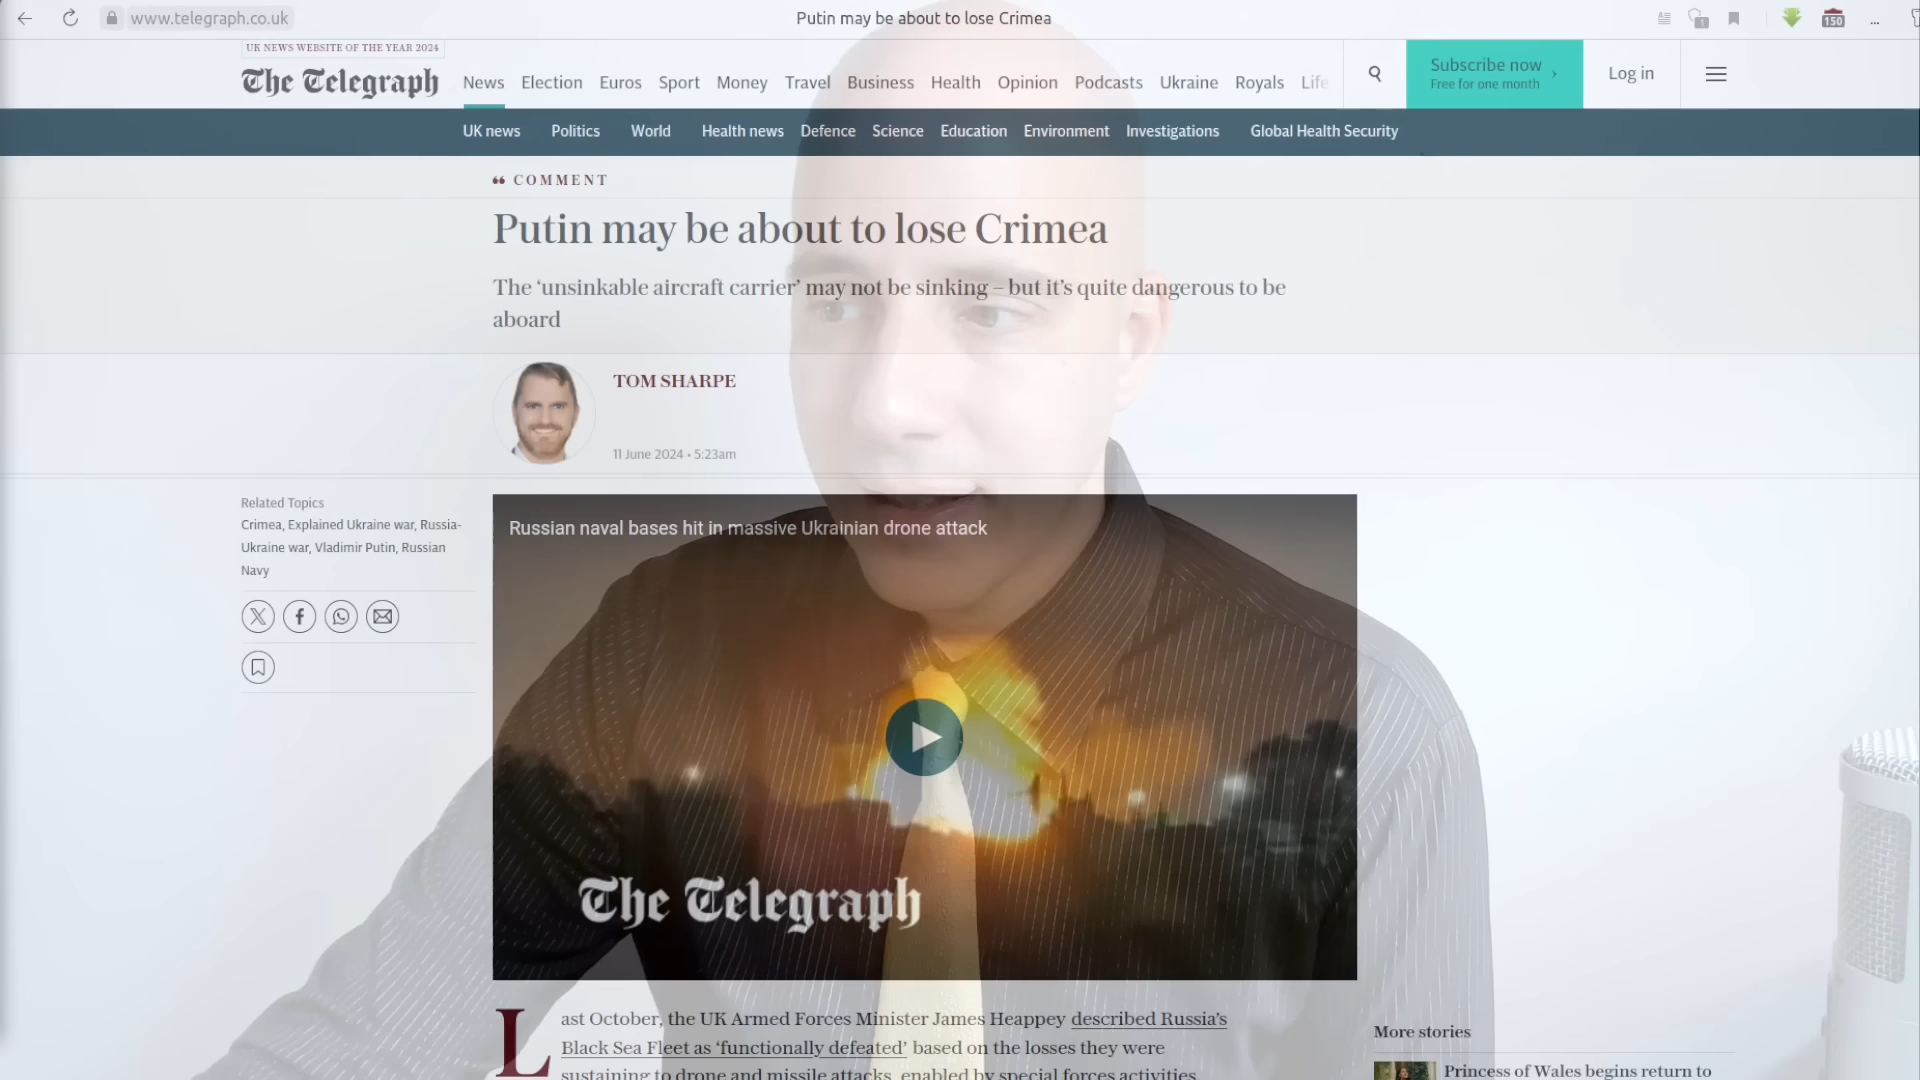 www.telegraph.co.uk
Putin may be about to lose Crimea
1
150
...
UK NEWS WEBSITE OF THE YEAR 2024
The Telegraph
News Election Euros Sport Money Travel Business Health Opinion Podcasts Ukraine Royals Life
Subscribe now
Free for one month
Log in
UK news Politics World Health news Defence Science Education Environment Investigations Global Health Security
COMMENT
Putin may be about to lose Crimea
The ‘unsinkable aircraft carrier’ may not be sinking – but it’s quite dangerous to be
aboard
TOM SHARPE
11 June 2024 • 5:23am
Related Topics
Crimea, Explained Ukraine war, Russia-
Ukraine war, Vladimir Putin, Russian
Navy
Russian naval bases hit in massive Ukrainian drone attack
The Telegraph
Last October, the UK Armed Forces Minister James Heappey described Russia’s
Black Sea Fleet as ‘functionally defeated’ based on the losses they were
sustaining to drone and missile attacks, enabled by special forces activities
More stories
Princess of Wales begins return to